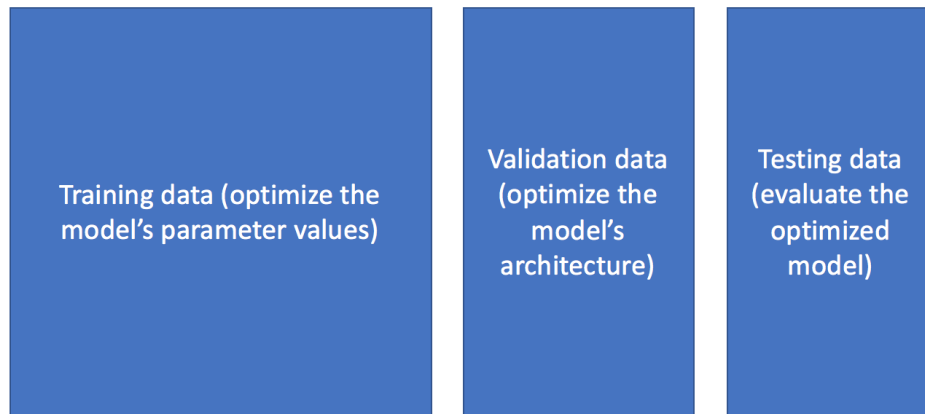 Training data (optimize the
model’s parameter values)
Validation data
(optimize the
model’s
architecture)
Testing data
(evaluate the
optimized
model)